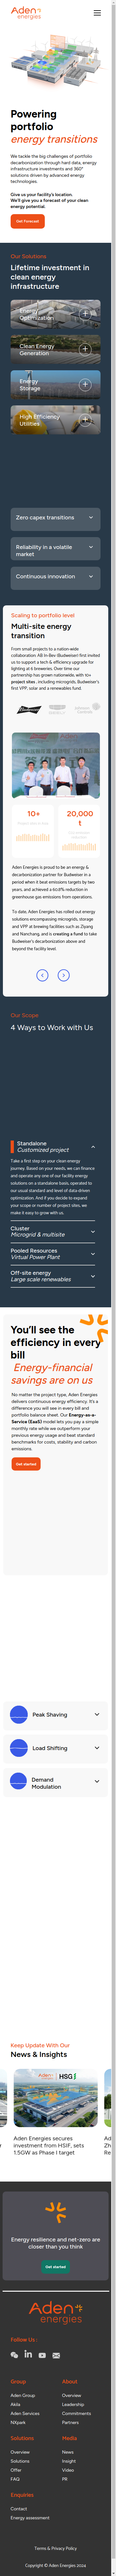 Aden
energies
Powering
portfolio
energy transitions
We tackle the big challenges of portfolio
decarbonization through risk-free, rapid energy
infrastructure investments and 360°
solutions driven by advanced energy
technologies.
Give us your facility's location.
We'll give you a forecast of your clean
energy potential.
Get Forecast
Our Solutions
Lifetime investment in
clean energy
infrastructure
Energy
Optimization
Clean Energy
Generation
Energy
Storage
High Efficiency
Utilities
Zero capex transitions
Reliability in a volatile
market
Continuous innovation
Scaling to portfolio level
Multi-site energy
transition
From small projects to a nation-wide
collaboration. AB In-Bev (Budweiser) first invited
us to support a tech & efficiency upgrade that
lowered lighting at it. Over time our
partnership has grown nationwide with 10+
project sites - including microgrids, Budweiser's
first VPP, solar and a renewables fund.
10+
20,000
t
Aden Energies is proud to be an energy &
decarbonization partner for Budweiser in a
period when it beat emissions targets by two
years, and achieved a 60.8% reduction in
greenhouse gas emissions from operations.
To date, Aden Energies has rolled out energy
solutions encompassing microgrids, storage
and VPP at brewing facilities such as Ziyang
and Nanchang, and is creating a fund to drive
Budweiser's decarbonization above and
beyond the facility level.
Our Scope
4 Ways to Work with Us
Standalone
Customized project
Take a first step on your clean energy
journey. Based on your needs, we can finance
and operate any one of our on-facility energy
solutions on a standalone basis, operated via
our usual standard and level of data-driven
optimization. And if you decide to expand
your scope or number of project sites, we
make it easy to grow with us.
Cluster
Microgrid & multisite
Pooled Resources
Virtual Power Plant
Off-site energy
Large scale renewables
You'll see the
efficiency in every
bill
Energy-financial
savings are on us
No matter the project type, Aden Energies
delivers continuous energy efficiency. It's a
difference you will see in every bill and
portfolio balance sheet. Our Energy-as-a-
Service (EaaS) model lets you pay a simple
monthly rate while we outperform your
previous energy usage and beat standard
benchmarks for costs, stability and carbon
emissions.
Get started
Peak Shaving
Load Shifting
Demand
Modulation
Keep Update With Our
News & Insights
Aden energies
HSG
Aden Energies secures
investment from HSIF, sets
1.5GW as Phase I target
Energy resilience and net-zero are
closer than you think
Get started
Aden
energies
Follow Us :
Group
About
Aden Group
Overview
Akila
Leadership
Aden Services
Commitments
NXpark
Partners
Solutions
Media
Overview
News
Solutions
Insight
Offer
Video
FAQ
PR
Enquiries
Contact
Energy assessment
Terms & Privacy Policy
Copyright © Aden Energies 2024